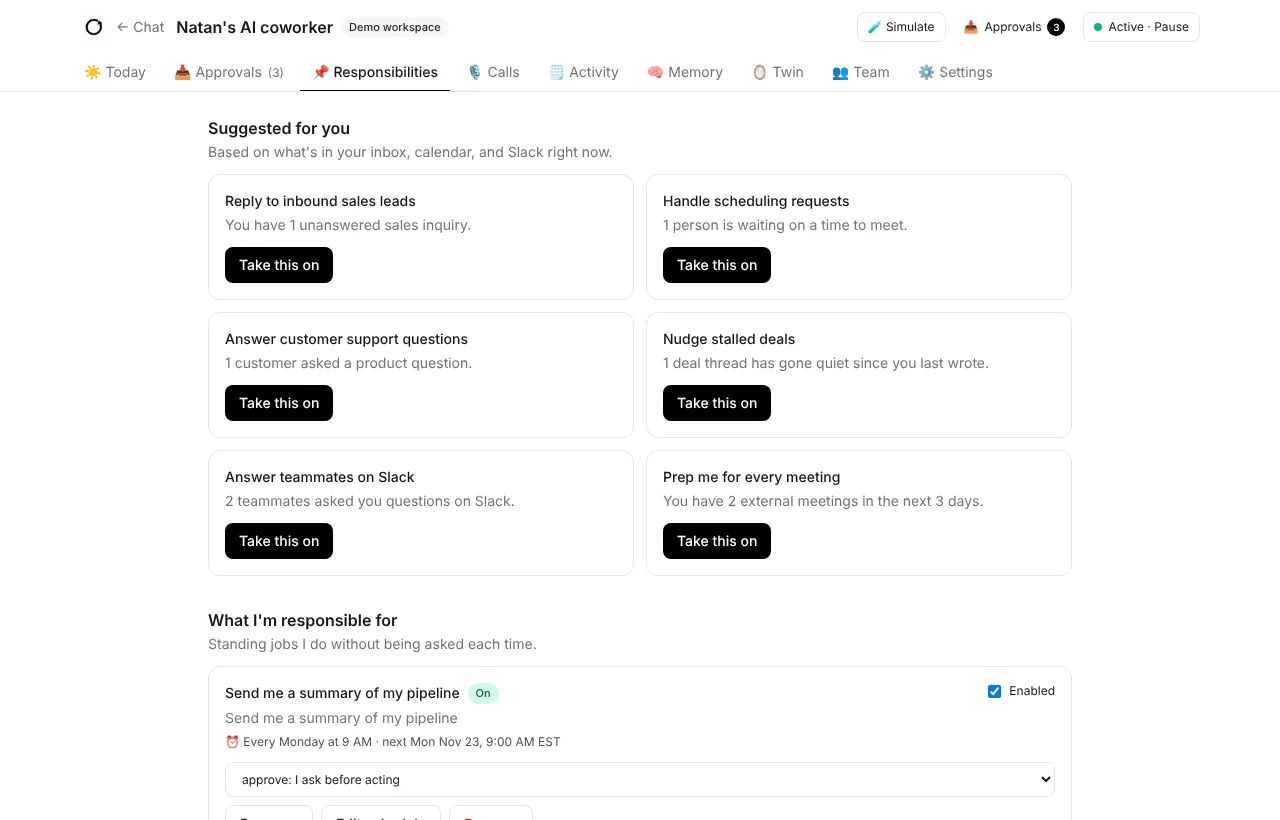 ← Chat Natan's AI coworker Demo workspace 🧪 Simulate 📥 Approvals 3 Active · Pause
☀️ Today 📥 Approvals (3) 📌 Responsibilities 🎙️ Calls 🗒️ Activity 🧠 Memory 🪞 Twin 👥 Team ⚙️ Settings
Suggested for you
Based on what's in your inbox, calendar, and Slack right now.
Reply to inbound sales leads
You have 1 unanswered sales inquiry.
Take this on
Handle scheduling requests
1 person is waiting on a time to meet.
Take this on
Answer customer support questions
1 customer asked a product question.
Take this on
Nudge stalled deals
1 deal thread has gone quiet since you last wrote.
Take this on
Answer teammates on Slack
2 teammates asked you questions on Slack.
Take this on
Prep me for every meeting
You have 2 external meetings in the next 3 days.
Take this on
What I'm responsible for
Standing jobs I do without being asked each time.
Send me a summary of my pipeline On Enabled
Send me a summary of my pipeline
⏰ Every Monday at 9 AM · next Mon Nov 23, 9:00 AM EST
approve: I ask before acting